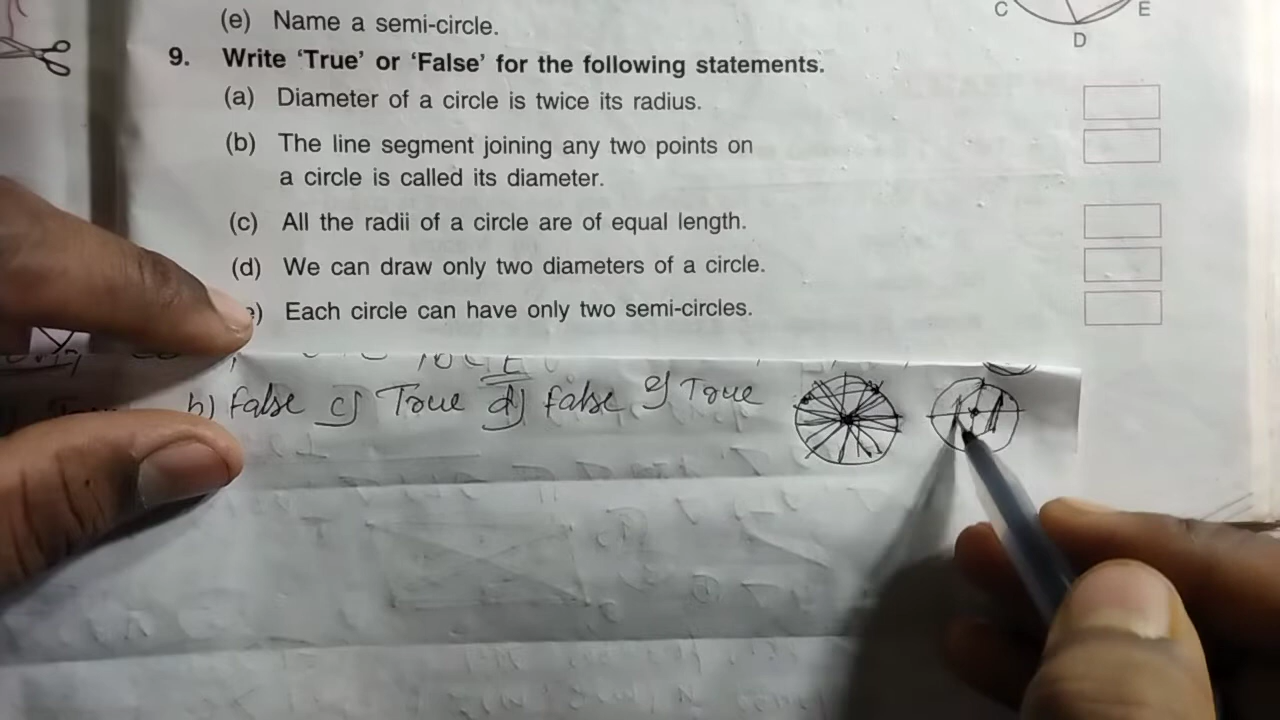 (e) Name a semi-circle.
C E
D
9. Write ‘True’ or ‘False’ for the following statements.
(a) Diameter of a circle is twice its radius.
(b) The line segment joining any two points on
a circle is called its diameter.
(c) All the radii of a circle are of equal length.
(d) We can draw only two diameters of a circle.
e) Each circle can have only two semi-circles.
b) false c) True d) false e) True